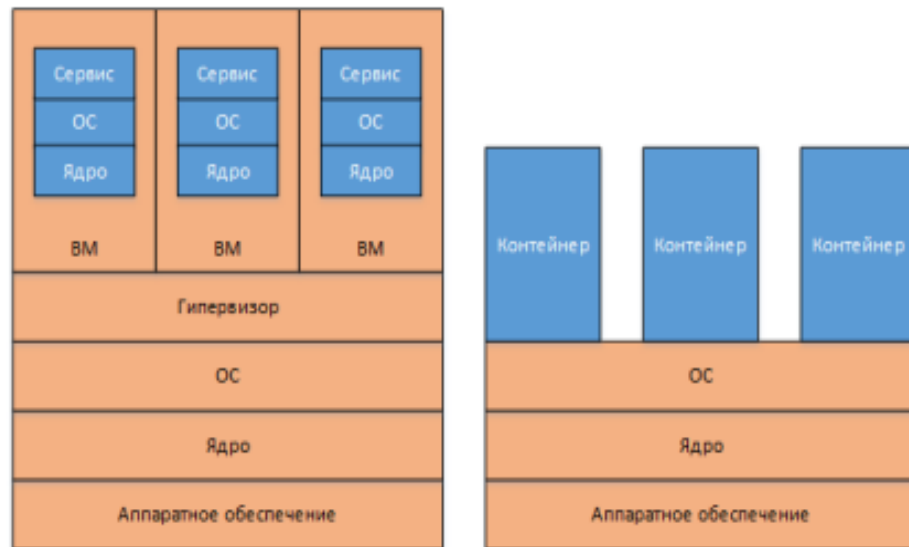 Сервис Сервис Сервис
ОС ОС ОС
Ядро Ядро Ядро
ВМ ВМ ВМ
Гипервизор
ОС
Ядро
Аппаратное обеспечение
Контейнер Контейнер Контейнер
ОС
Ядро
Аппаратное обеспечение